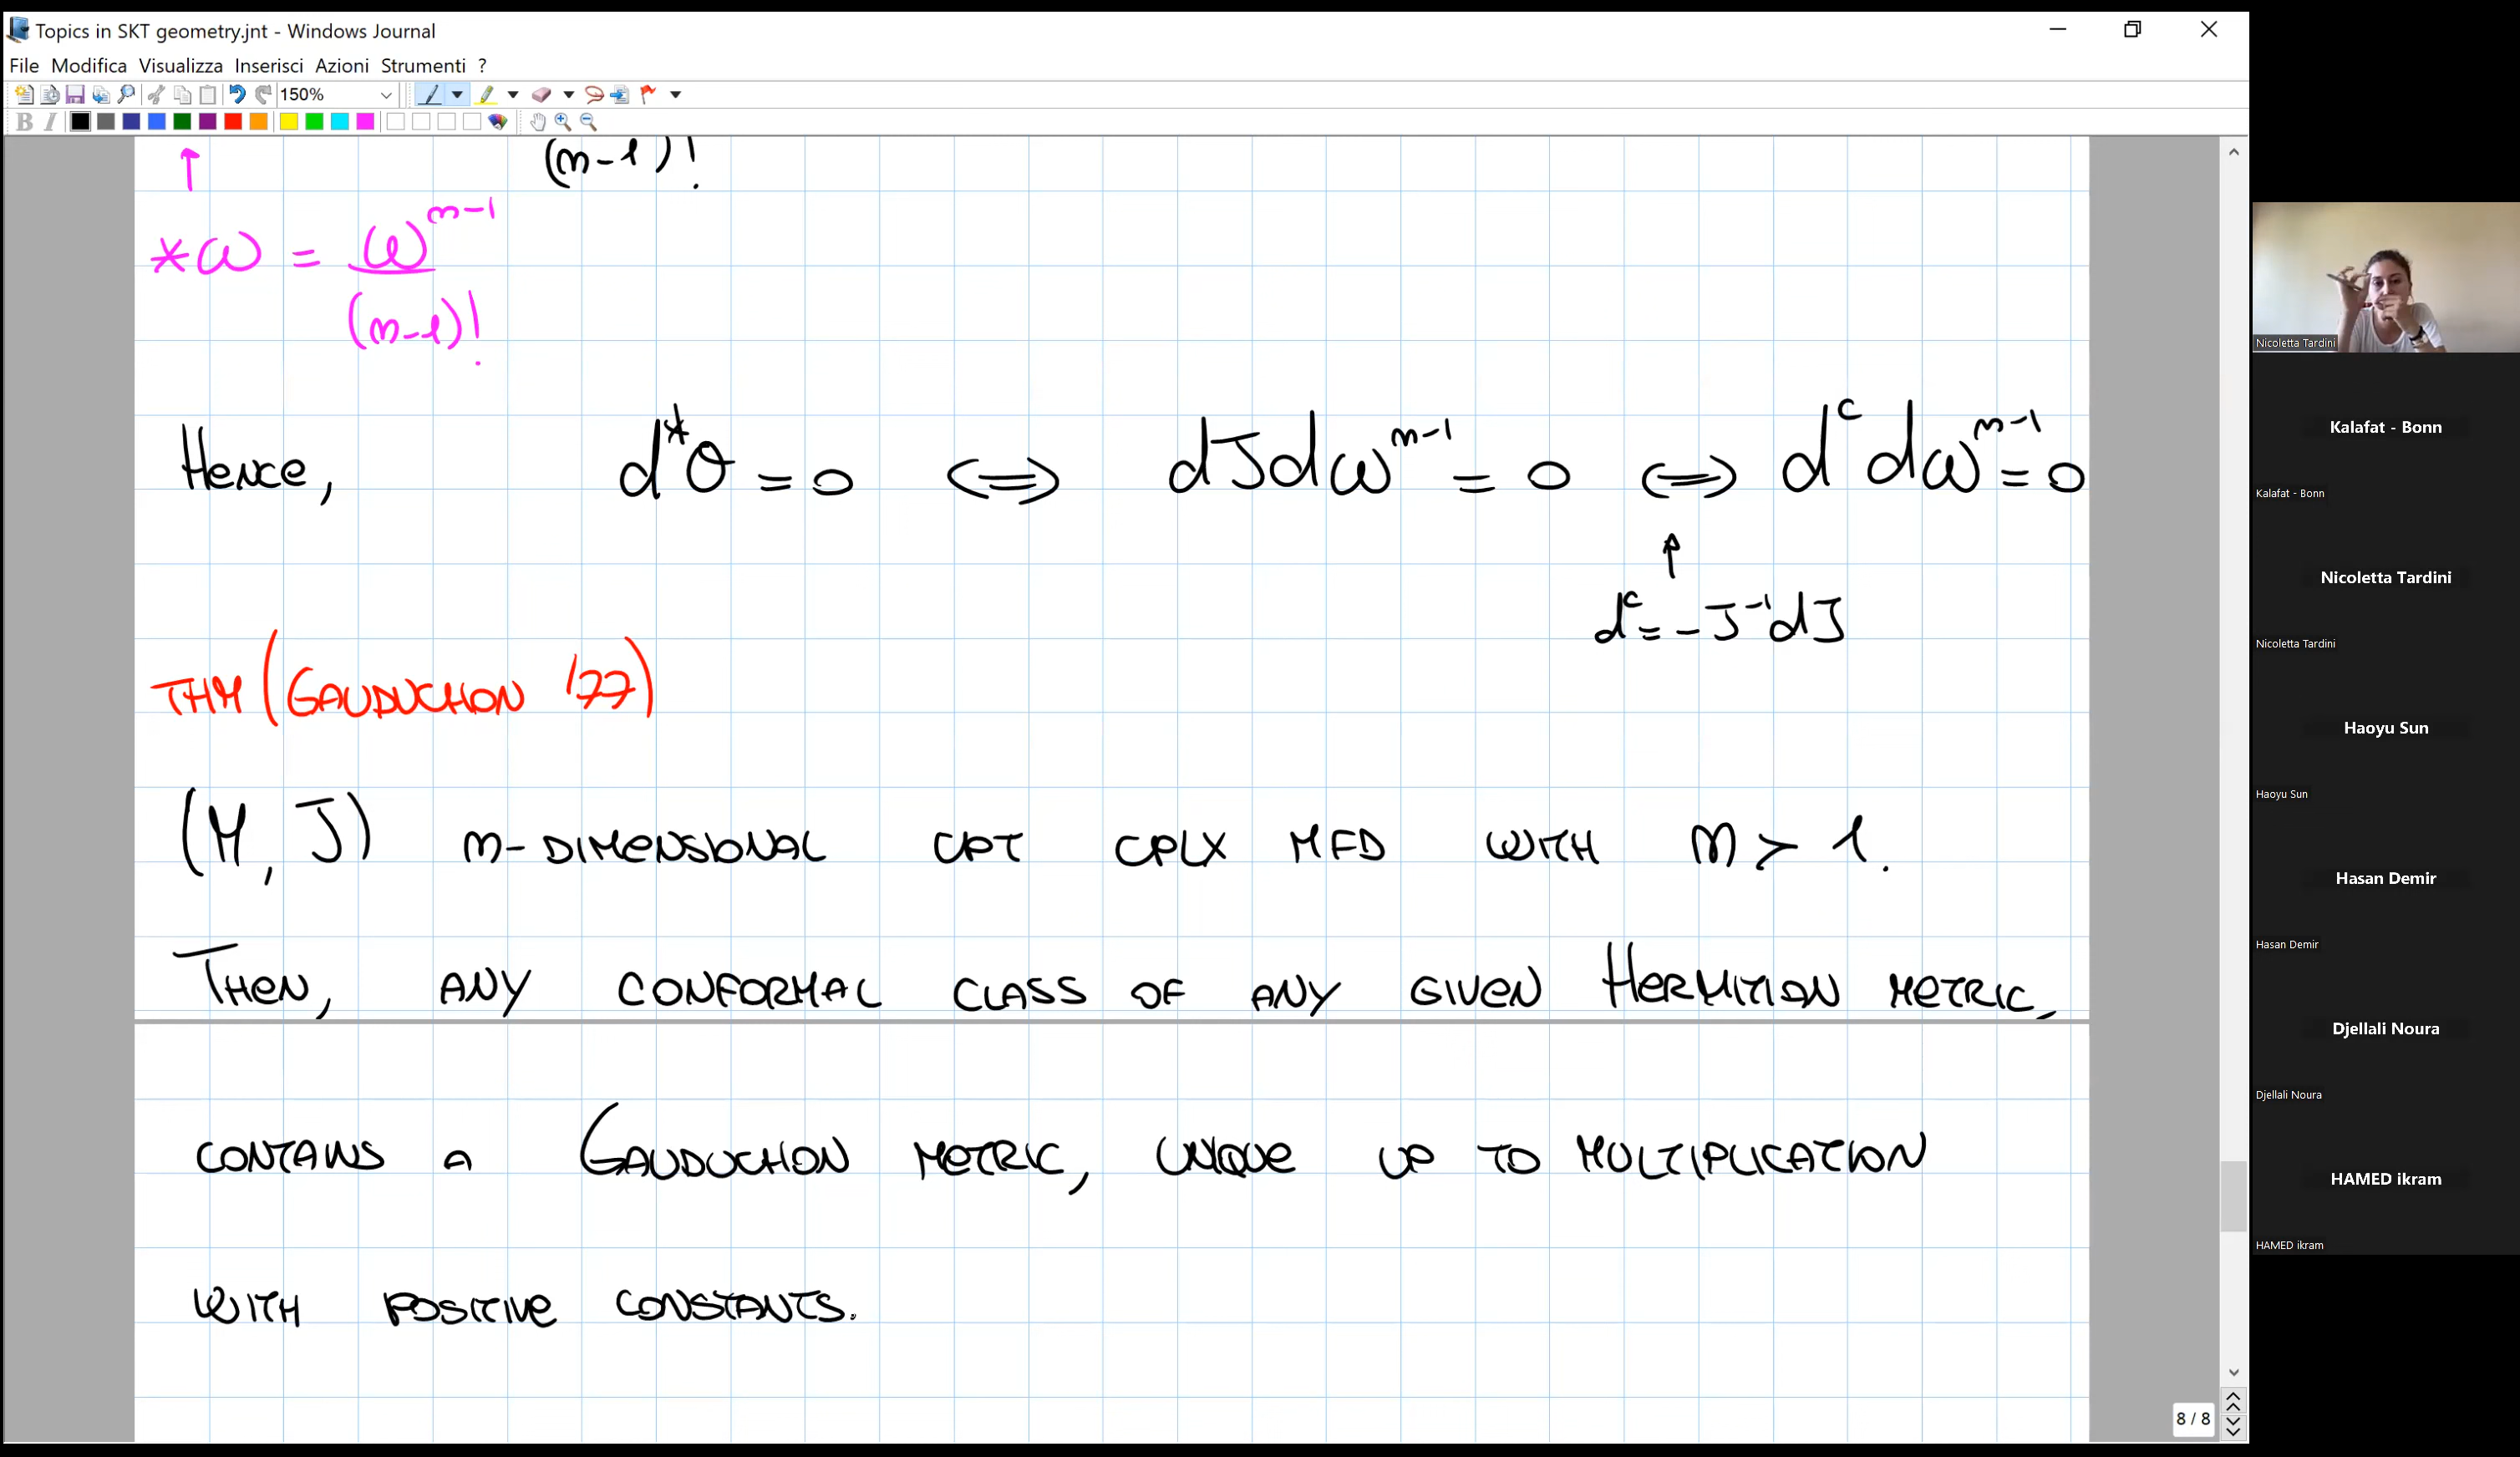 Topics in SKT geometry.jnt - Windows Journal
File Modifica Visualizza Inserisci Azioni Strumenti ?
150%
B I
(n-1)!
*ω = ω^{n-1} / (n-1)!
Hence, d*θ = 0 ⟺ dJdω^{n-1} = 0 ⟺ d^c dω^{n-1} = 0
↑
d^c = -J^{-1}dJ
THM (GAUDUCHON '77)
(M, J) n-DIMENSIONAL CPT CPLX MFD WITH n > 1.
THEN, ANY CONFORMAL CLASS OF ANY GIVEN HERMITIAN METRIC,
CONTAINS A GAUDUCHON METRIC, UNIQUE UP TO MULTIPLICATION
WITH POSITIVE CONSTANTS.
8 / 8
Nicoletta Tardini
Kalafat - Bonn
Kalafat - Bonn
Nicoletta Tardini
Nicoletta Tardini
Haoyu Sun
Haoyu Sun
Hasan Demir
Hasan Demir
Djellali Noura
Djellali Noura
HAMED ikram
HAMED ikram